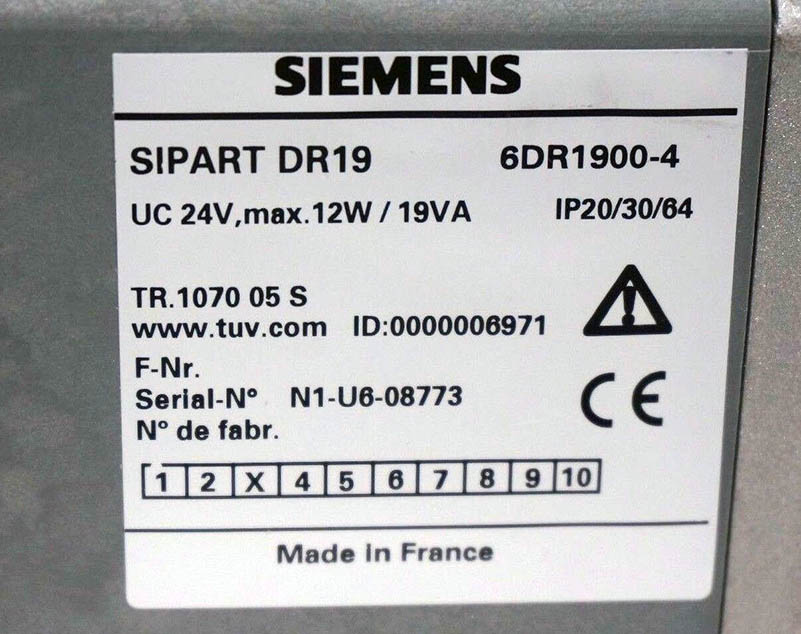 SIEMENS
SIPART DR19 6DR1900-4
UC 24V,max.12W / 19VA IP20/30/64
TR.1070 05 S
www.tuv.com ID:0000006971
F-Nr.
Serial-N° N1-U6-08773
N° de fabr.
CE
1 2 X 4 5 6 7 8 9 10
Made in France